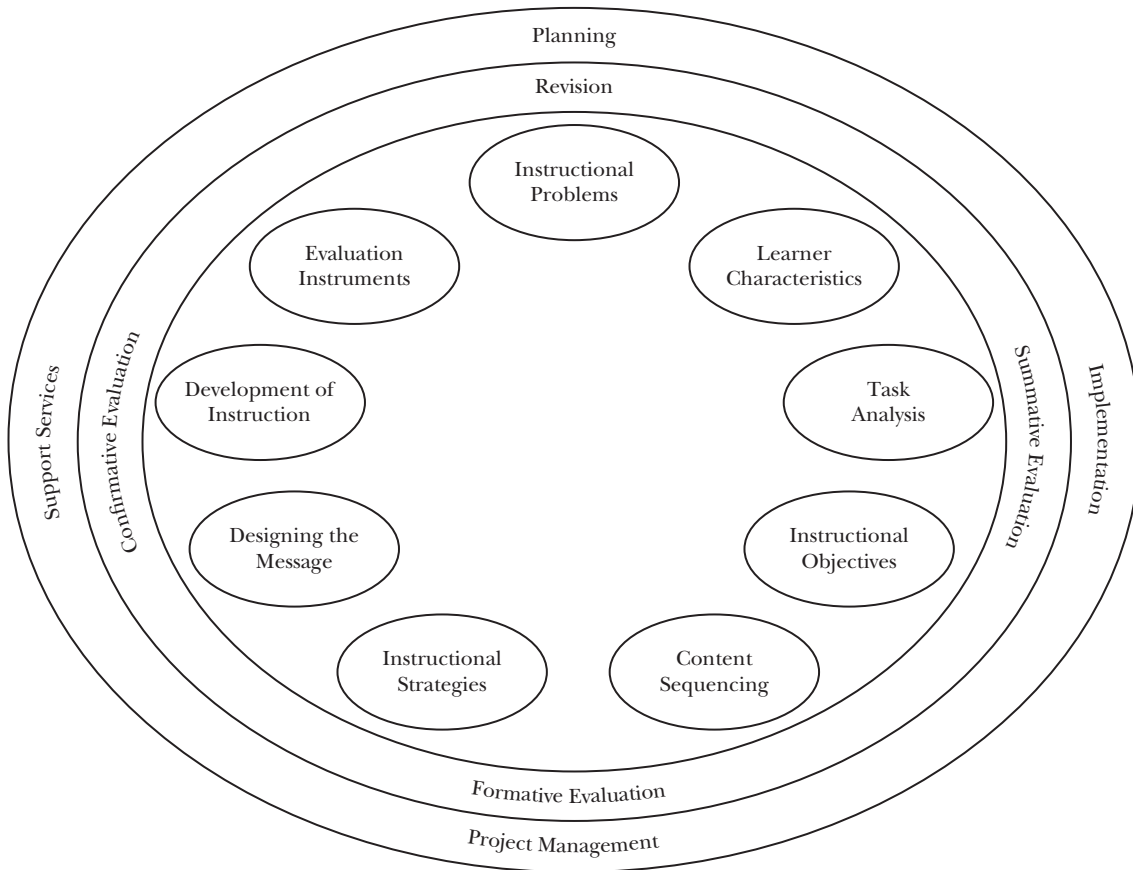 Planning
Revision
Instructional
Problems
Evaluation
Instruments
Learner
Characteristics
Development of
Instruction
Task
Analysis
Support Services
Confirmative Evaluation
Summative Evaluation
Implementation
Designing the
Message
Instructional
Objectives
Instructional
Strategies
Content
Sequencing
Formative Evaluation
Project Management